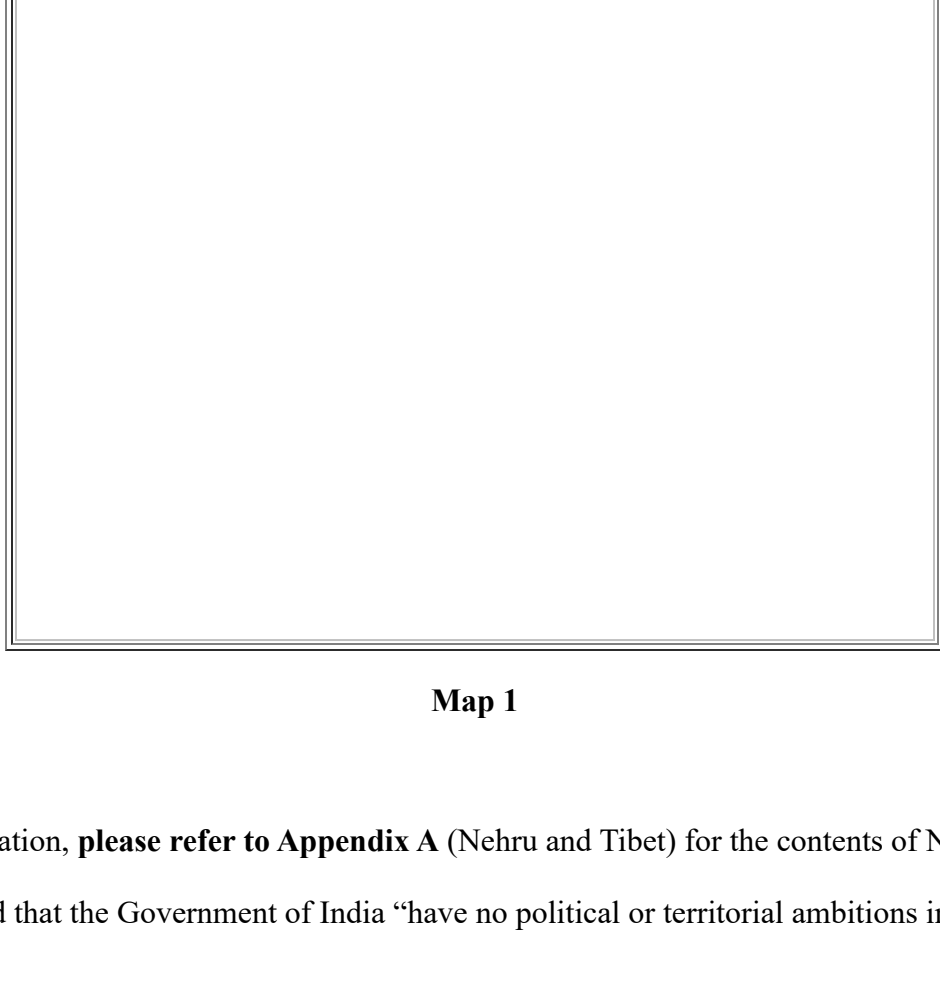 Map 1
ation, please refer to Appendix A (Nehru and Tibet) for the contents of N
d that the Government of India “have no political or territorial ambitions in